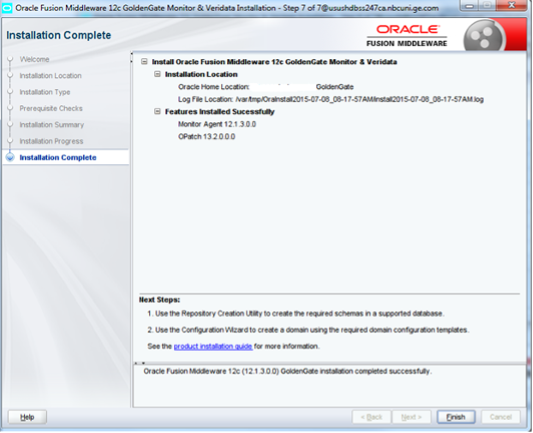 Oracle Fusion Middleware 12c GoldenGate Monitor & Veridata Installation - Step 7 of 7@usushdbss247ca.nbcuni.ge.com
Installation Complete
ORACLE
FUSION MIDDLEWARE
Welcome
Installation Location
Installation Type
Prerequisite Checks
Installation Summary
Installation Progress
Installation Complete
Install Oracle Fusion Middleware 12c GoldenGate Monitor & Veridata
Installation Location
Oracle Home Location: GoldenGate
Log File Location: /var/tmp/OraInstall2015-07-08_08-17-57AM/install2015-07-08_08-17-57AM.log
Features Installed Sucessfully
Monitor Agent 12.1.3.0.0
OPatch 13.2.0.0.0
Next Steps:
1. Use the Repository Creation Utility to create the required schemas in a supported database.
2. Use the Configuration Wizard to create a domain using the required domain configuration templates.
See the product installation guide for more information.
Oracle Fusion Middleware 12c (12.1.3.0.0) GoldenGate installation completed successfully.
Help
< Back
Next >
Finish
Cancel